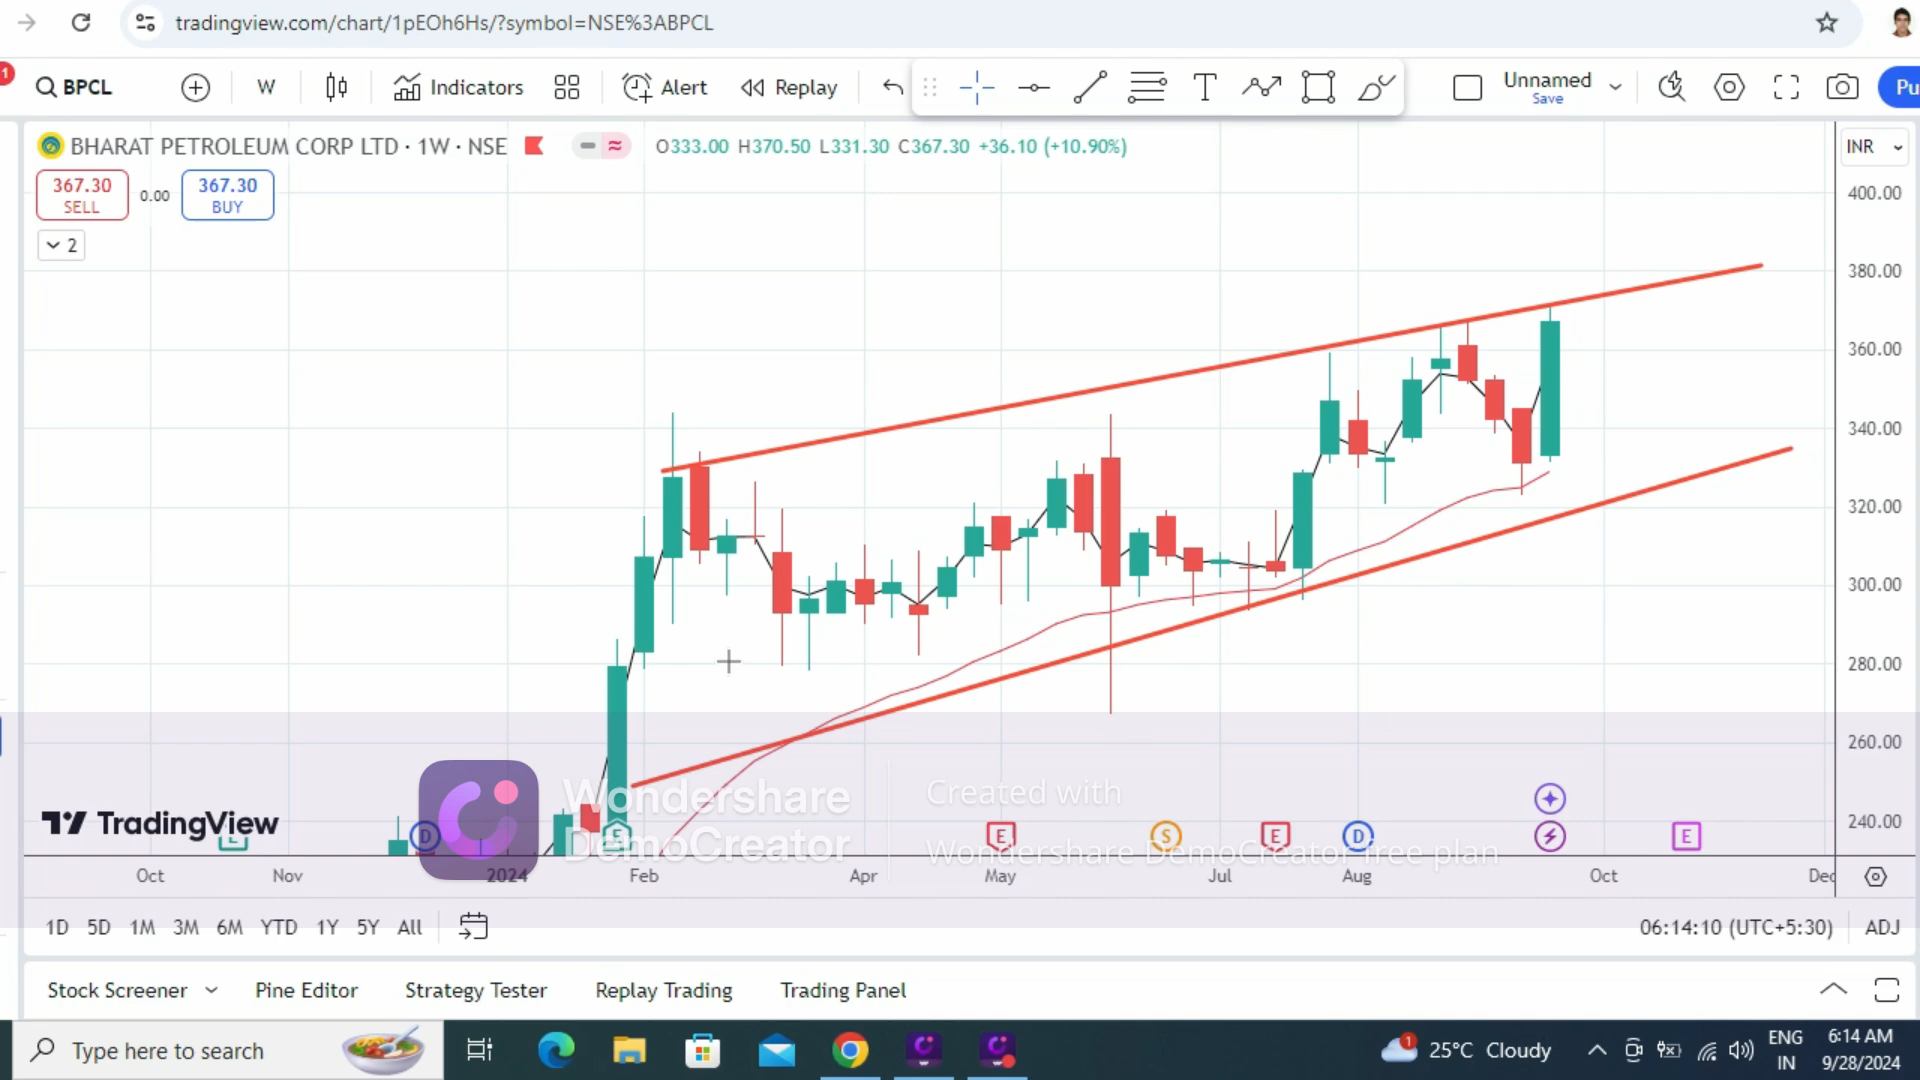 tradingview.com/chart/1pEOh6Hs/?symbol=NSE%3ABPCL
1
BPCL
W
Indicators
Alert
Replay
Unnamed
Save
Pu
BHARAT PETROLEUM CORP LTD · 1W · NSE
O333.00 H370.50 L331.30 C367.30 +36.10 (+10.90%)
INR
367.30
SELL
0.00
367.30
BUY
2
400.00
380.00
360.00
340.00
320.00
300.00
280.00
260.00
240.00
Wondershare
DemoCreator
Created with
Wondershare DemoCreator free plan
TradingView
E
D
E
E
S
E
D
E
Oct
Nov
2024
Feb
Apr
May
Jul
Aug
Oct
Dec
1D 5D 1M 3M 6M YTD 1Y 5Y All
06:14:10 (UTC+5:30)
ADJ
Stock Screener
Pine Editor
Strategy Tester
Replay Trading
Trading Panel
Type here to search
1
25°C Cloudy
ENG
IN
6:14 AM
9/28/2024